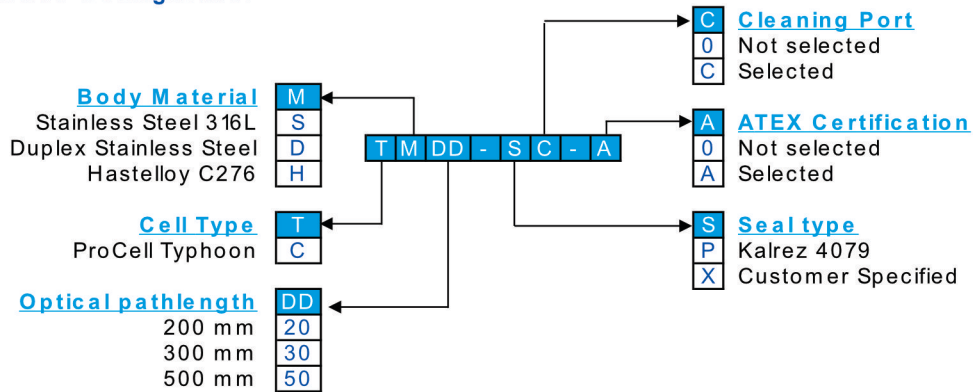 C Cleaning Port
0 Not selected
C Selected
Body Material M
Stainless Steel 316L S
Duplex Stainless Steel D
Hastelloy C276 H
TMDD-SC-A
A ATEX Certification
0 Not selected
A Selected
Cell Type T
ProCell Typhoon C
S Seal type
P Kalrez 4079
X Customer Specified
Optical pathlength DD
200 mm 20
300 mm 30
500 mm 50